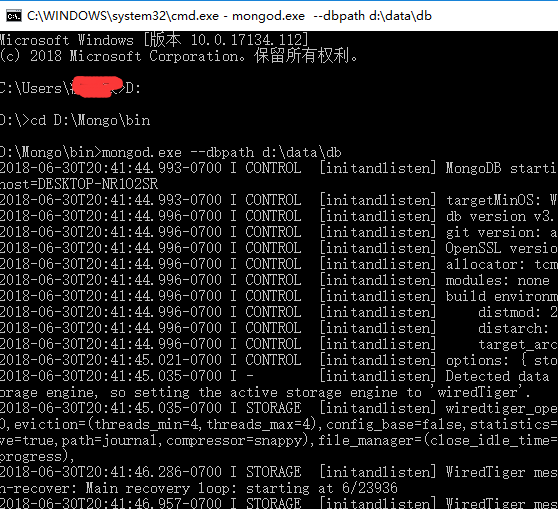 C:\WINDOWS\system32\cmd.exe - mongod.exe --dbpath d:\data\db
Microsoft Windows [版本 10.0.17134.112]
(c) 2018 Microsoft Corporation。保留所有权利。
C:\Users\ >D:
D:\>cd D:\Mongo\bin
D:\Mongo\bin>mongod.exe --dbpath d:\data\db
2018-06-30T20:41:44.993-0700 I CONTROL [initandlisten] MongoDB starti
host=DESKTOP-NR1O2SR
2018-06-30T20:41:44.993-0700 I CONTROL [initandlisten] targetMinOS: W
2018-06-30T20:41:44.994-0700 I CONTROL [initandlisten] db version v3.
2018-06-30T20:41:44.995-0700 I CONTROL [initandlisten] git version: a
2018-06-30T20:41:44.995-0700 I CONTROL [initandlisten] OpenSSL versio
2018-06-30T20:41:44.995-0700 I CONTROL [initandlisten] allocator: tcm
2018-06-30T20:41:44.995-0700 I CONTROL [initandlisten] modules: none
2018-06-30T20:41:44.996-0700 I CONTROL [initandlisten] build environm
2018-06-30T20:41:44.996-0700 I CONTROL [initandlisten] distmod: 2
2018-06-30T20:41:44.996-0700 I CONTROL [initandlisten] distarch:
2018-06-30T20:41:44.996-0700 I CONTROL [initandlisten] target_arc
2018-06-30T20:41:45.021-0700 I CONTROL [initandlisten] options: { sto
2018-06-30T20:41:45.035-0700 I - [initandlisten] Detected data
orage engine, so setting the active storage engine to 'wiredTiger'.
2018-06-30T20:41:45.035-0700 I STORAGE [initandlisten] wiredtiger_ope
0,eviction=(threads_min=4,threads_max=4),config_base=false,statistics=
ve=true,path=journal,compressor=snappy),file_manager=(close_idle_time=
progress),
2018-06-30T20:41:46.286-0700 I STORAGE [initandlisten] WiredTiger mes
n-recover: Main recovery loop: starting at 6/23936
2018-06-30T20:41:46.957-0700 I STORAGE [initandlisten] WiredTiger mes